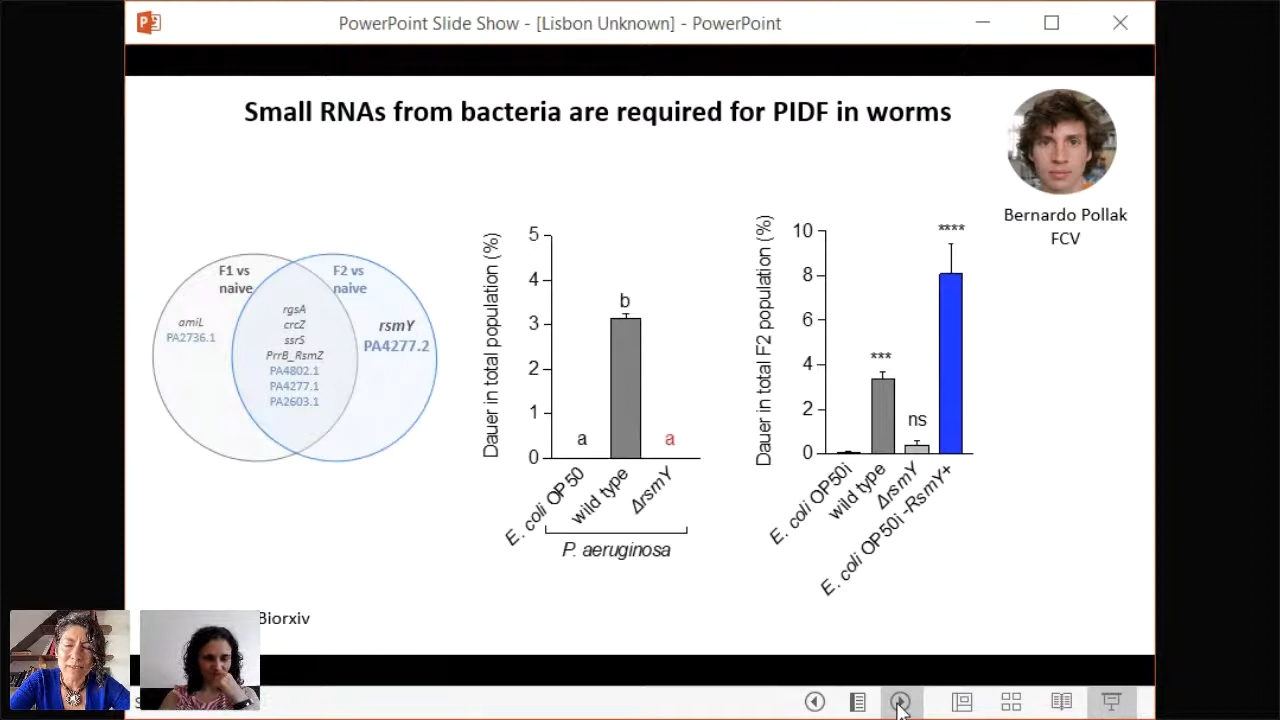 PowerPoint Slide Show - [Lisbon Unknown] - PowerPoint
Small RNAs from bacteria are required for PIDF in worms
Bernardo Pollak
FCV
F1 vs
naive
F2 vs
naive
amiL
PA2736.1
rgsA
crcZ
ssrS
PrrB_RsmZ
PA4802.1
PA4277.1
PA2603.1
rsmY
PA4277.2
Dauer in total population (%)
5
4
3
2
1
0
a
b
a
E. coli OP50
wild type
ΔrsmY
P. aeruginosa
Dauer in total F2 population (%)
10
8
6
4
2
0
***
ns
****
E. coli OP50i
wild type
ΔrsmY
E. coli OP50i -RsmY+
Biorxiv